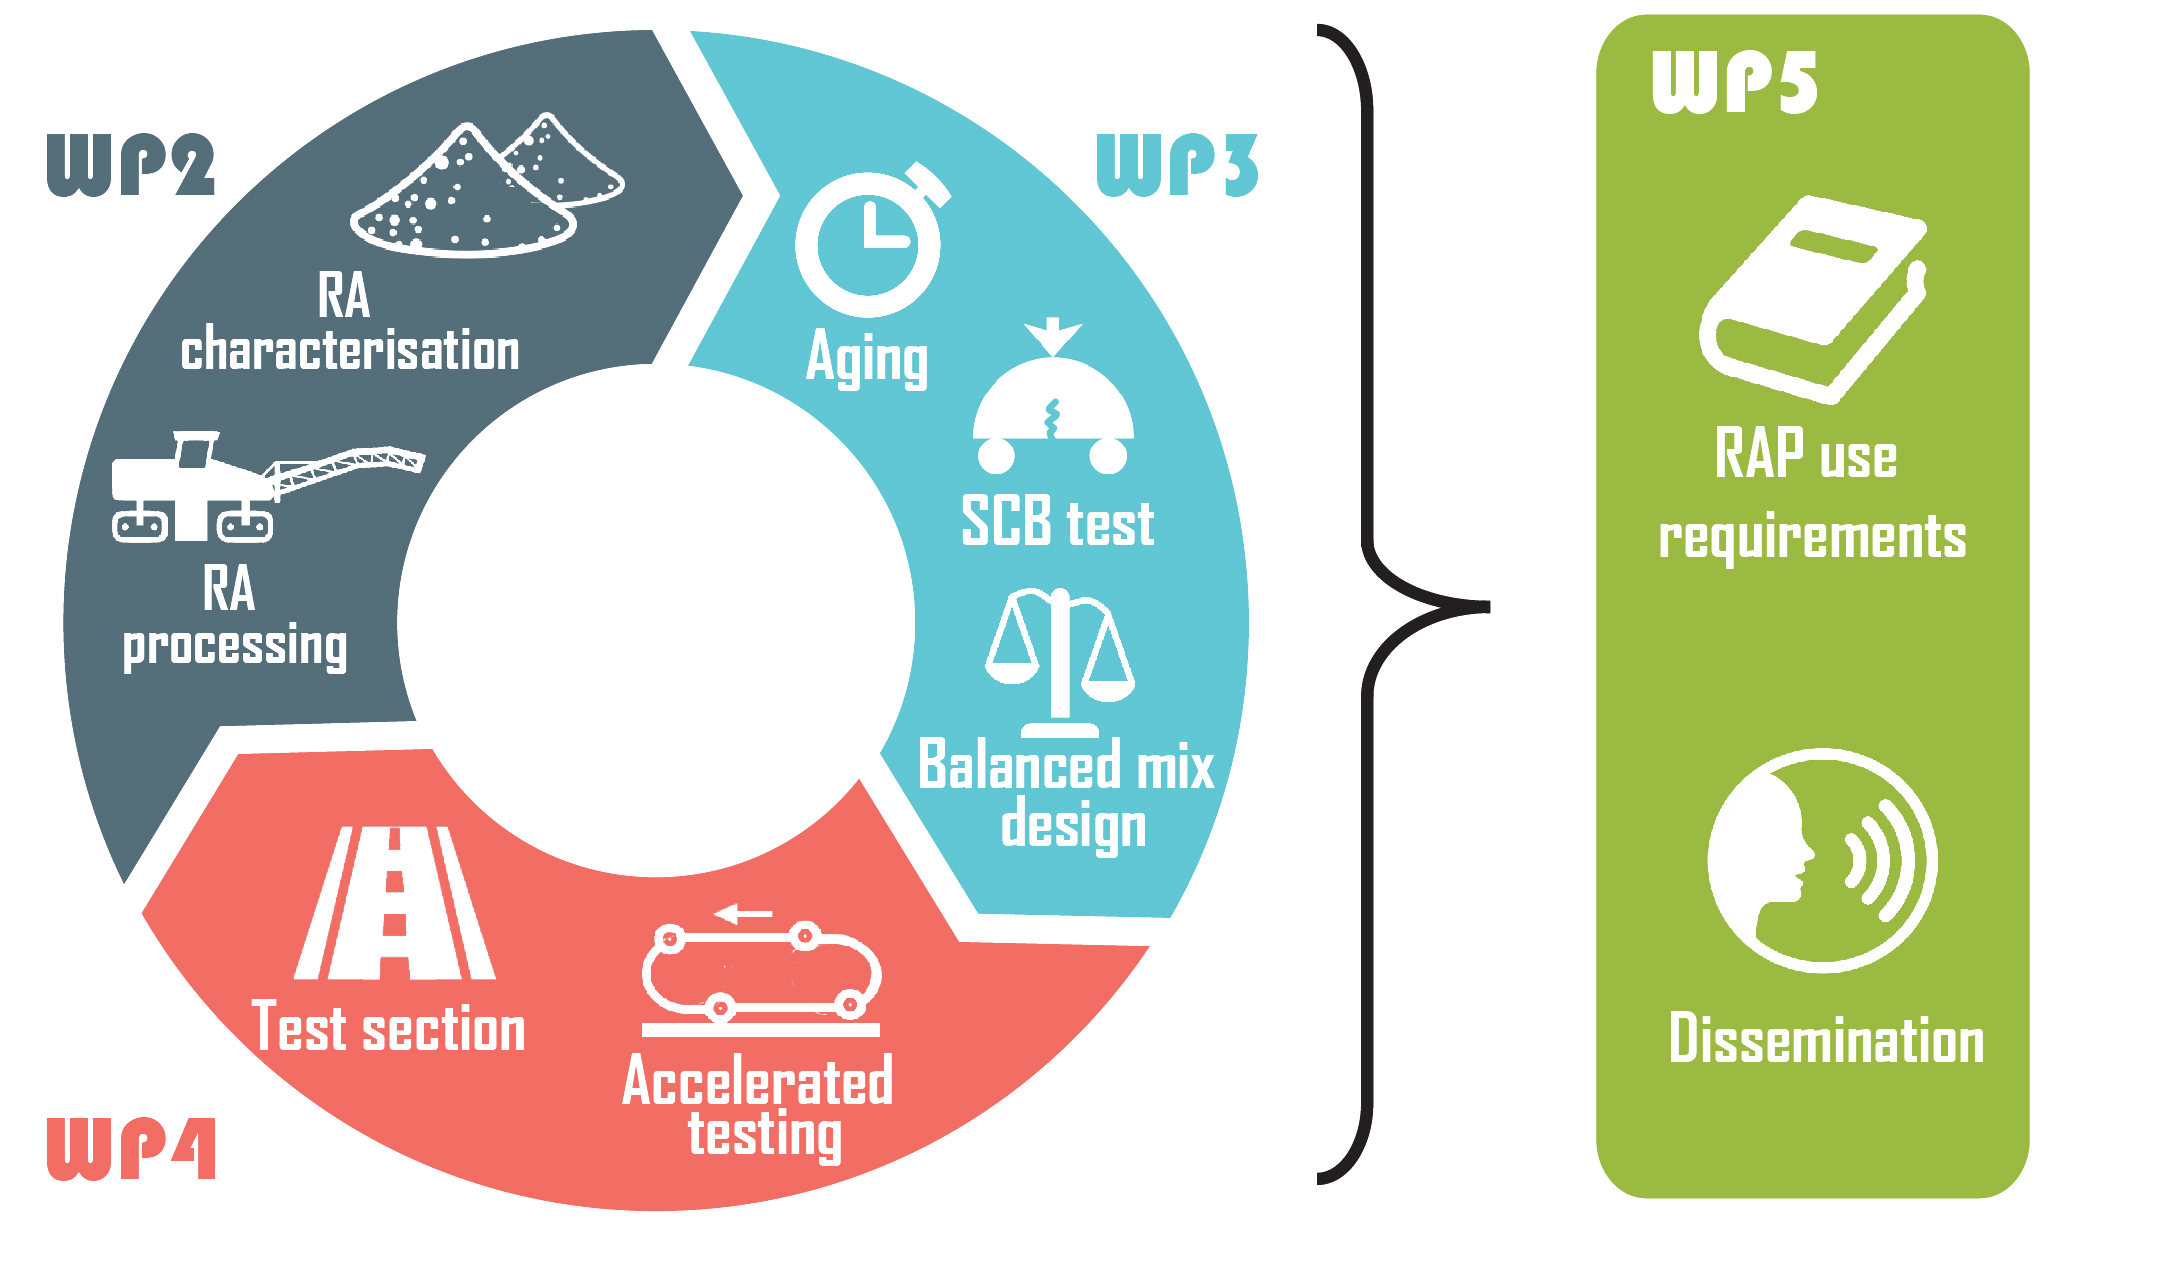 WP2
RA
characterisation
RA
processing
WP3
Aging
SCB test
Balanced mix
design
WP4
Test section
Accelerated
testing
WP5
RAP use
requirements
Dissemination